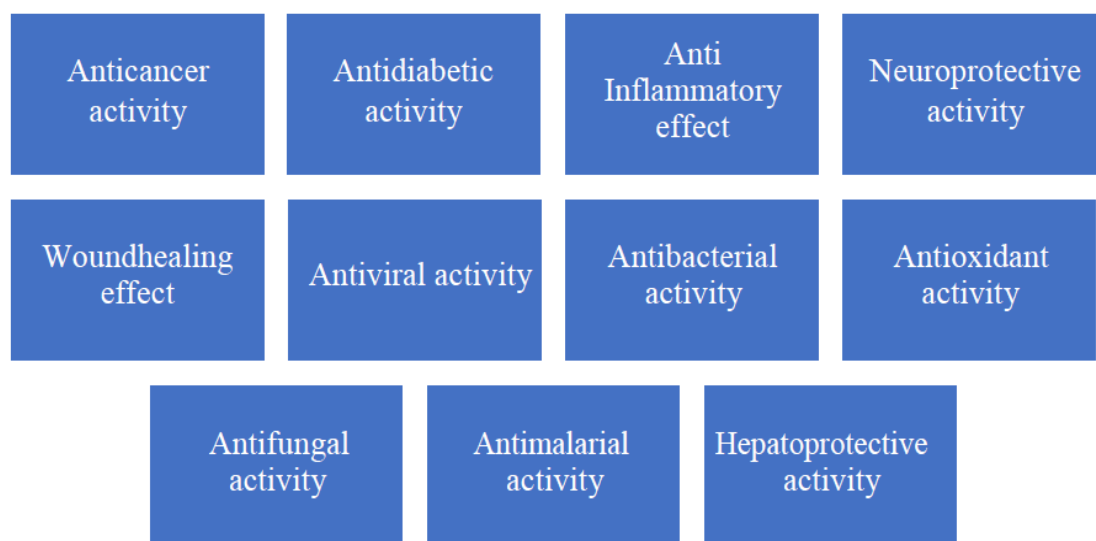 Anticancer
activity
Antidiabetic
activity
Anti
Inflammatory
effect
Neuroprotective
activity
Woundhealing
effect
Antiviral activity
Antibacterial
activity
Antioxidant
activity
Antifungal
activity
Antimalarial
activity
Hepatoprotective
activity